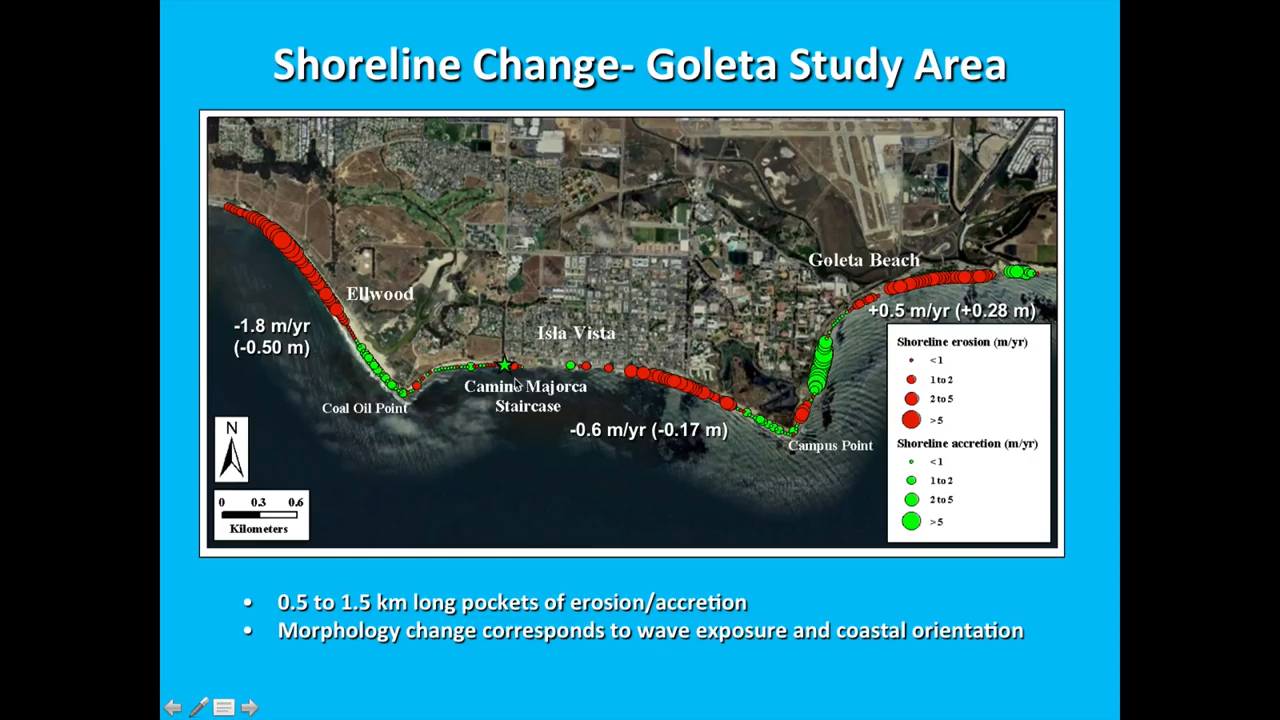 Shoreline Change- Goleta Study Area
Goleta Beach
Ellwood
+0.5 m/yr (+0.28 m)
-1.8 m/yr
(-0.50 m)
Isla Vista
Camino Majorca
Staircase
Coal Oil Point
-0.6 m/yr (-0.17 m)
Campus Point
N
0 0.3 0.6
Kilometers
Shoreline erosion (m/yr)
< 1
1 to 2
2 to 5
> 5
Shoreline accretion (m/yr)
< 1
1 to 2
2 to 5
> 5
• 0.5 to 1.5 km long pockets of erosion/accretion
• Morphology change corresponds to wave exposure and coastal orientation